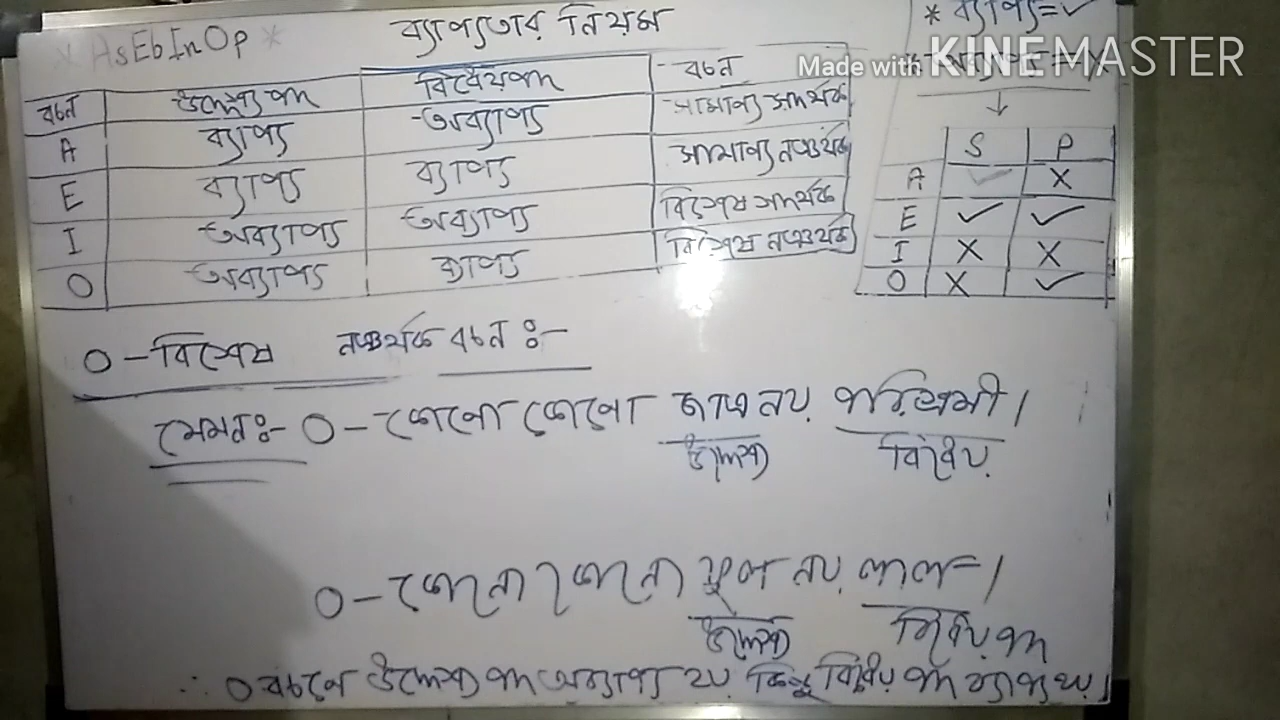 * HsEbInOp *
ব্যাপ্যতার নিয়ম
* ব্যাপ্য=✓
Made with KINEMASTER
বচন উদ্দেশ্য পদ বিধেয় পদ বচন
A ব্যাপ্য অব্যাপ্য সামান্য সদর্থক
E ব্যাপ্য ব্যাপ্য সামান্য নঞর্থক
I অব্যাপ্য অব্যাপ্য বিশেষ সদর্থক
O অব্যাপ্য ব্যাপ্য বিশেষ নঞর্থক
S P
A ✓ X
E ✓ ✓
I X X
O X ✓
O – বিশেষ নঞর্থক বচন ঃ–
যেমনঃ- O – কোনো কোনো ছাত্র নয় পরিশ্রমী।
উদ্দেশ্য বিধেয়
O – কোনো কোনো ফুল নয় লাল।
উদ্দেশ্য বিধেয় পদ
∴ O বচনে উদ্দেশ্য পদ অব্যাপ্য হয় কিন্তু বিধেয় পদ ব্যাপ্য হয়।